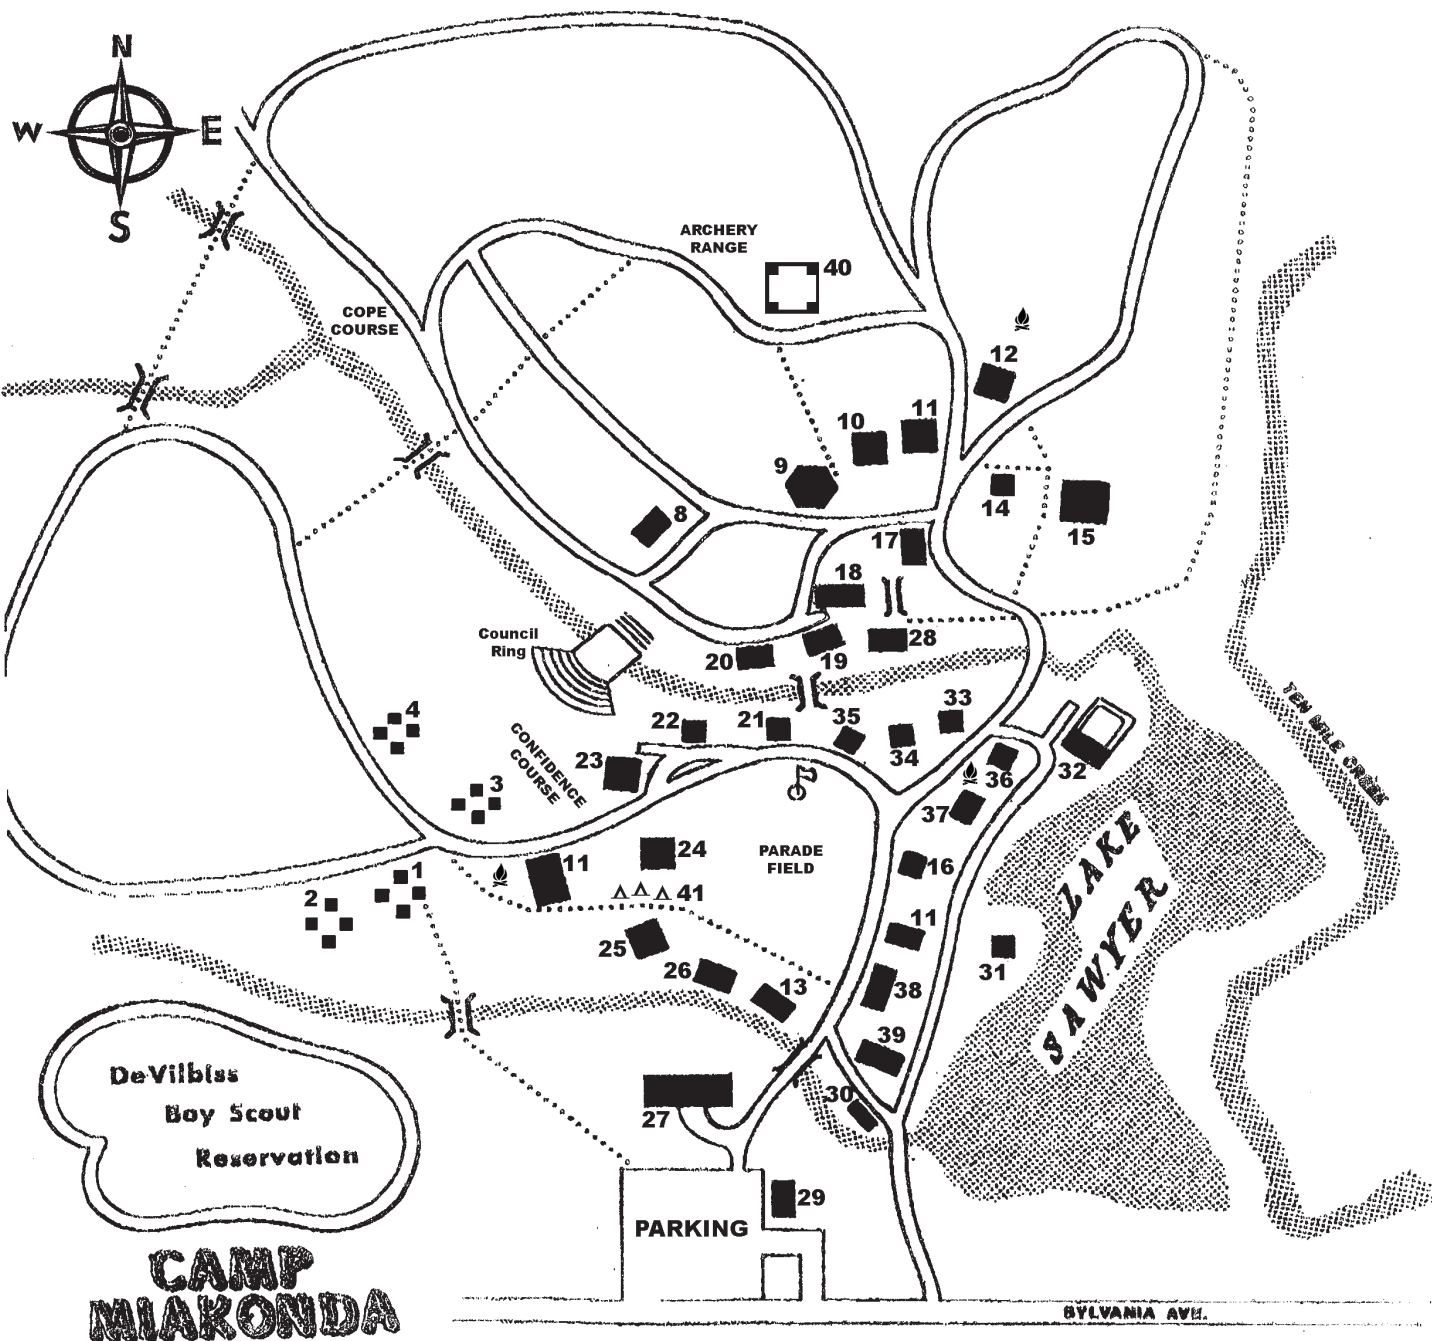 N
W
E
S
ARCHERY
RANGE
40
COPE
COURSE
12
11
10
9
8
14
15
17
18
Council
Ring
20
19
28
4
22
21
35
33
34
CONFIDENCE
COURSE
23
3
36
32
TEN MILE CREEK
37
PARADE
FIELD
24
11
16
1
2
41
LAKE
SAWYER
25
11
31
26
13
38
39
30
DeVilbiss
Boy Scout
Reservation
27
29
PARKING
CAMP
MIAKONDA
SYLVANIA AVE.